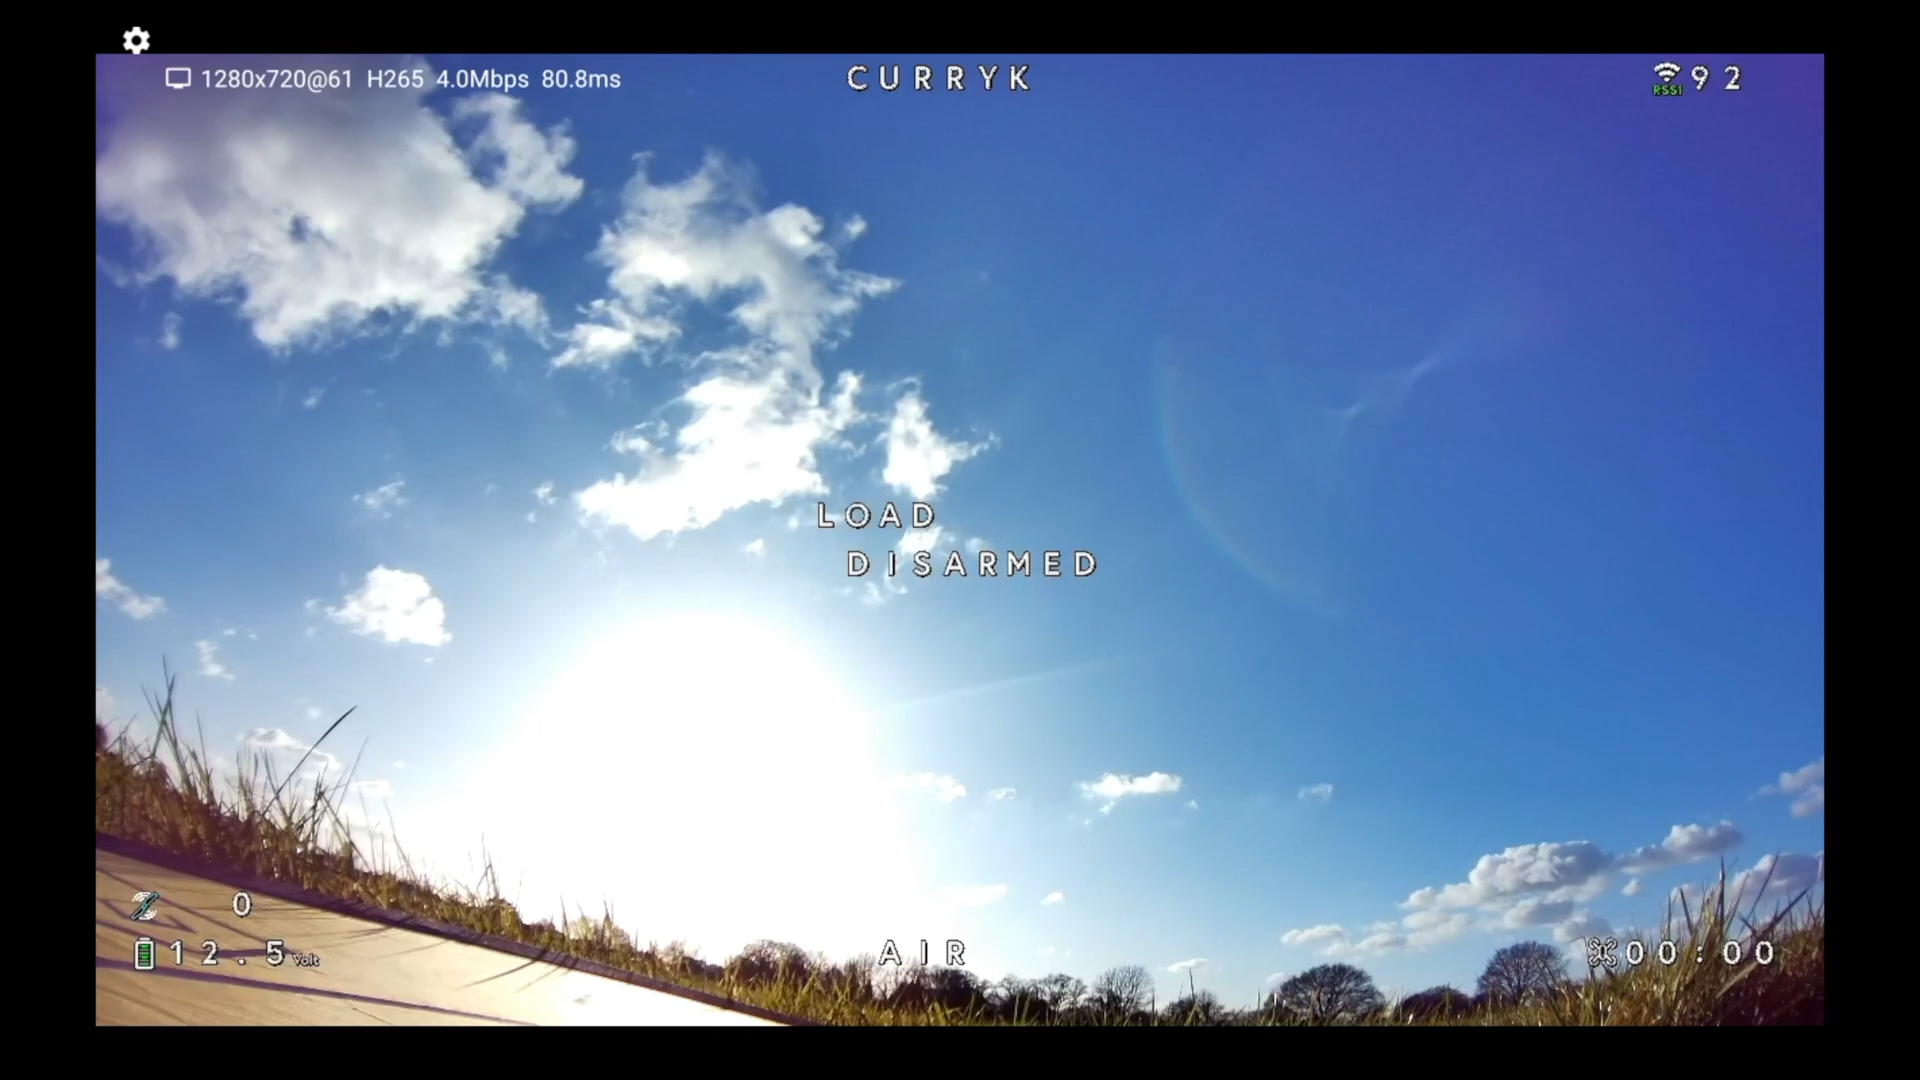 1280x720@61 H265 4.0Mbps 80.8ms
CURRYK
RSSI 92
LOAD
DISARMED
0
12.5 Volt
AIR
00:00